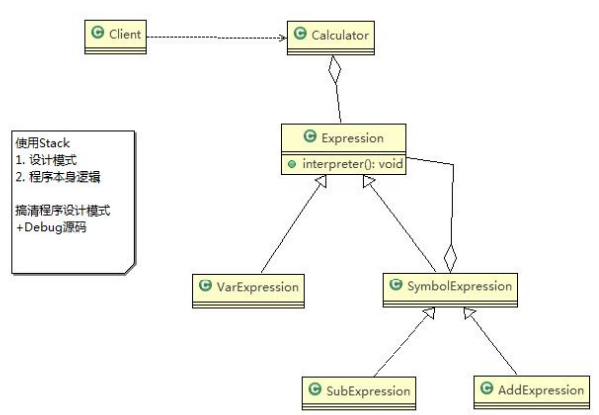 Client
Calculator
Expression
interpreter(): void
使用Stack
1. 设计模式
2. 程序本身逻辑
搞清程序设计模式
+Debug源码
VarExpression
SymbolExpression
SubExpression
AddExpression